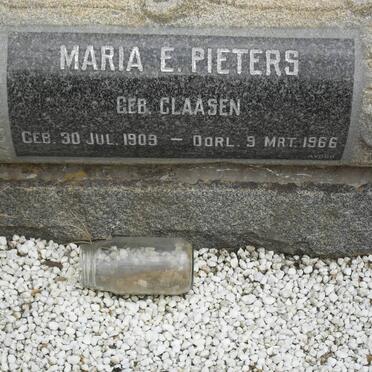 MARIA E. PIETERS
GEB. CLAASEN
GEB. 30 JUL. 1909 — OORL. 9 MRT. 1966